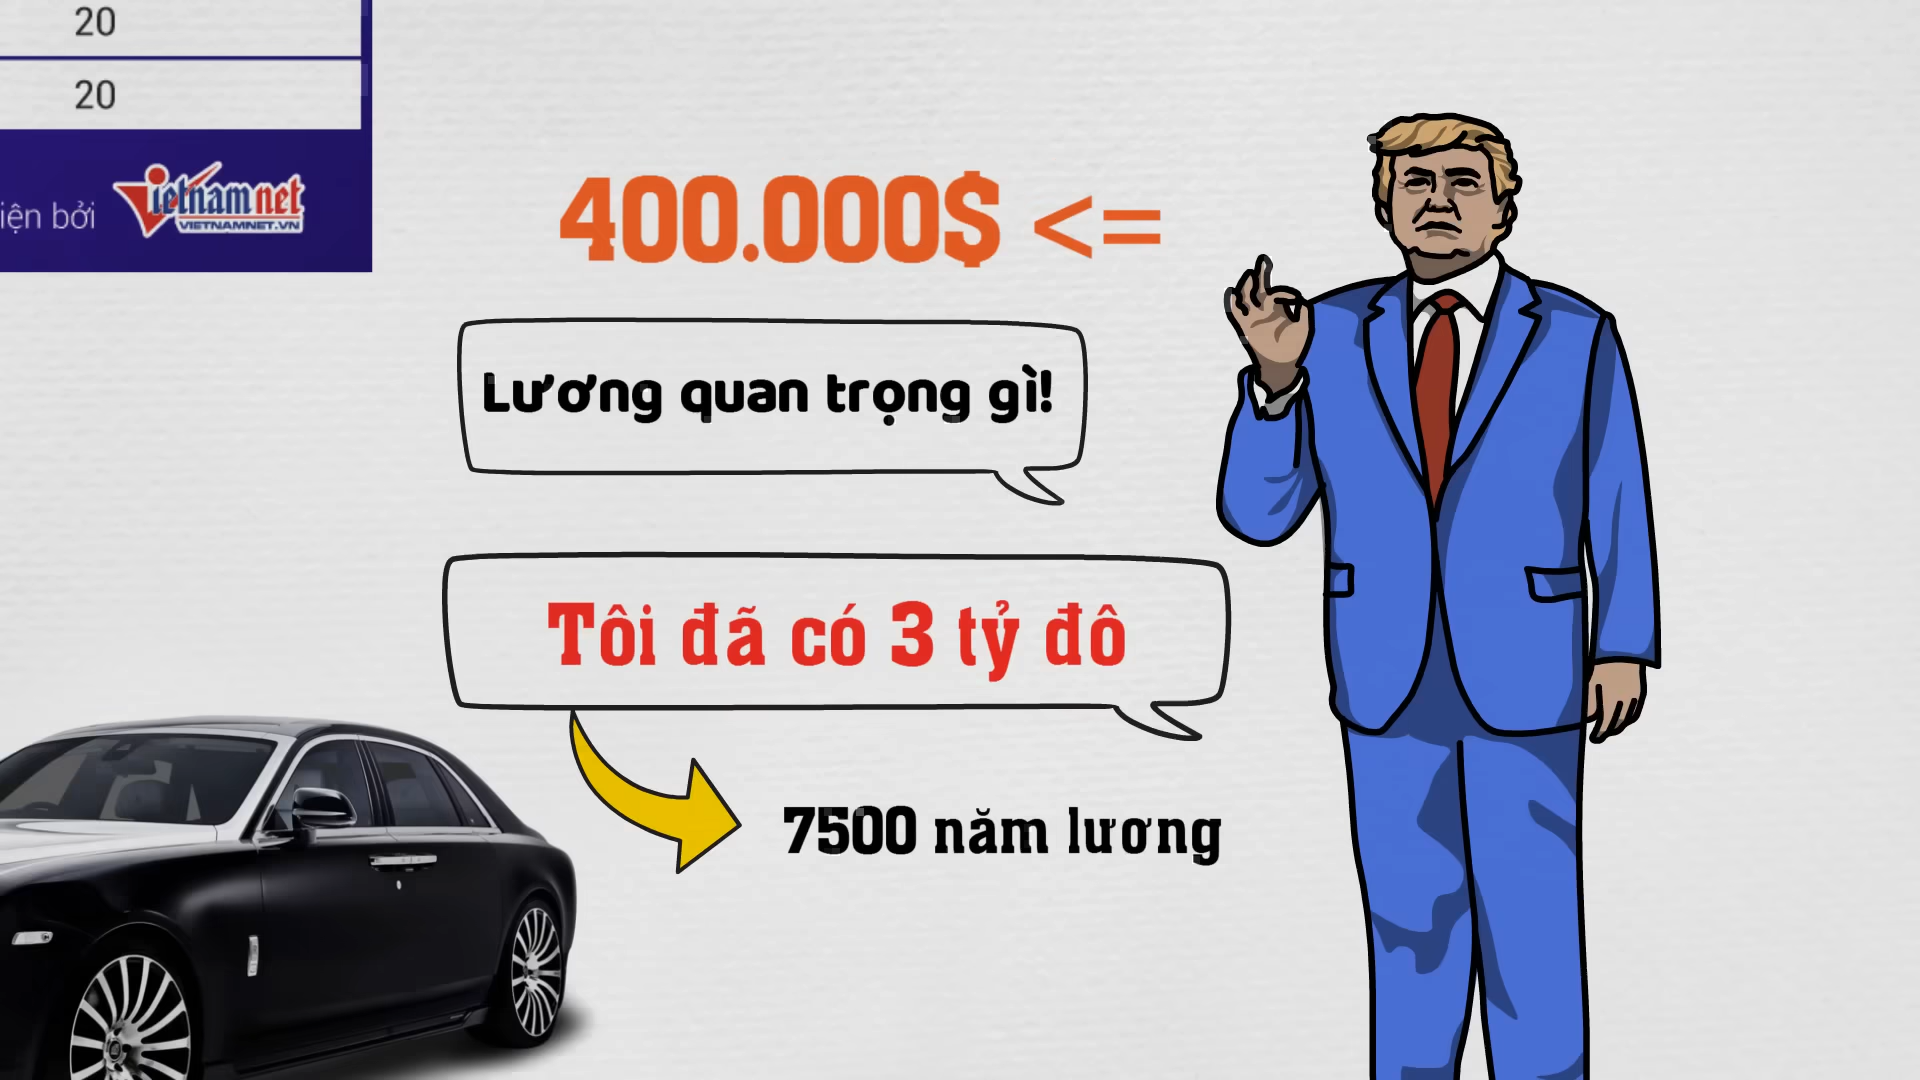 20
20
iện bởi
Vietnamnet
VIETNAMNET.VN
400.000$ <=
Lương quan trọng gì!
Tôi đã có 3 tỷ đô
7500 năm lương